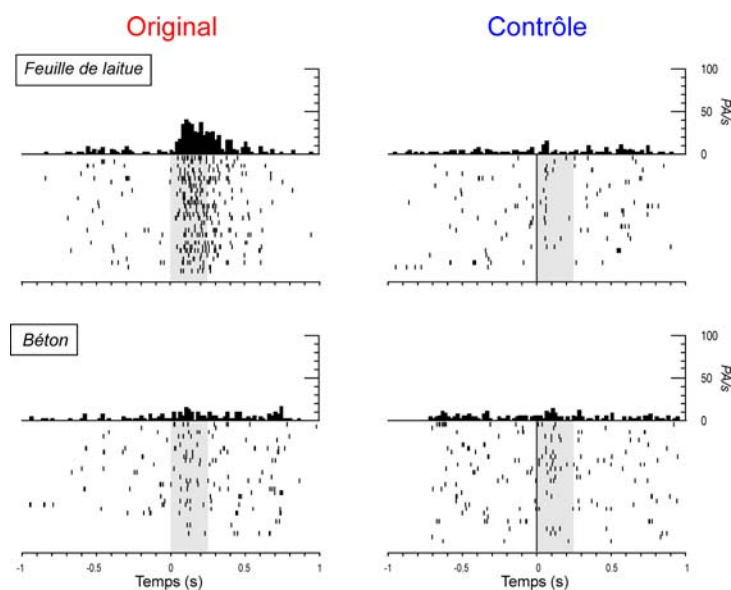 Original Contrôle
Feuille de laitue
100
50
0
PA/s
Béton
100
50
0
PA/s
-1 -0.5 0 0.5 1 -1 -0.5 0 0.5 1
Temps (s) Temps (s)